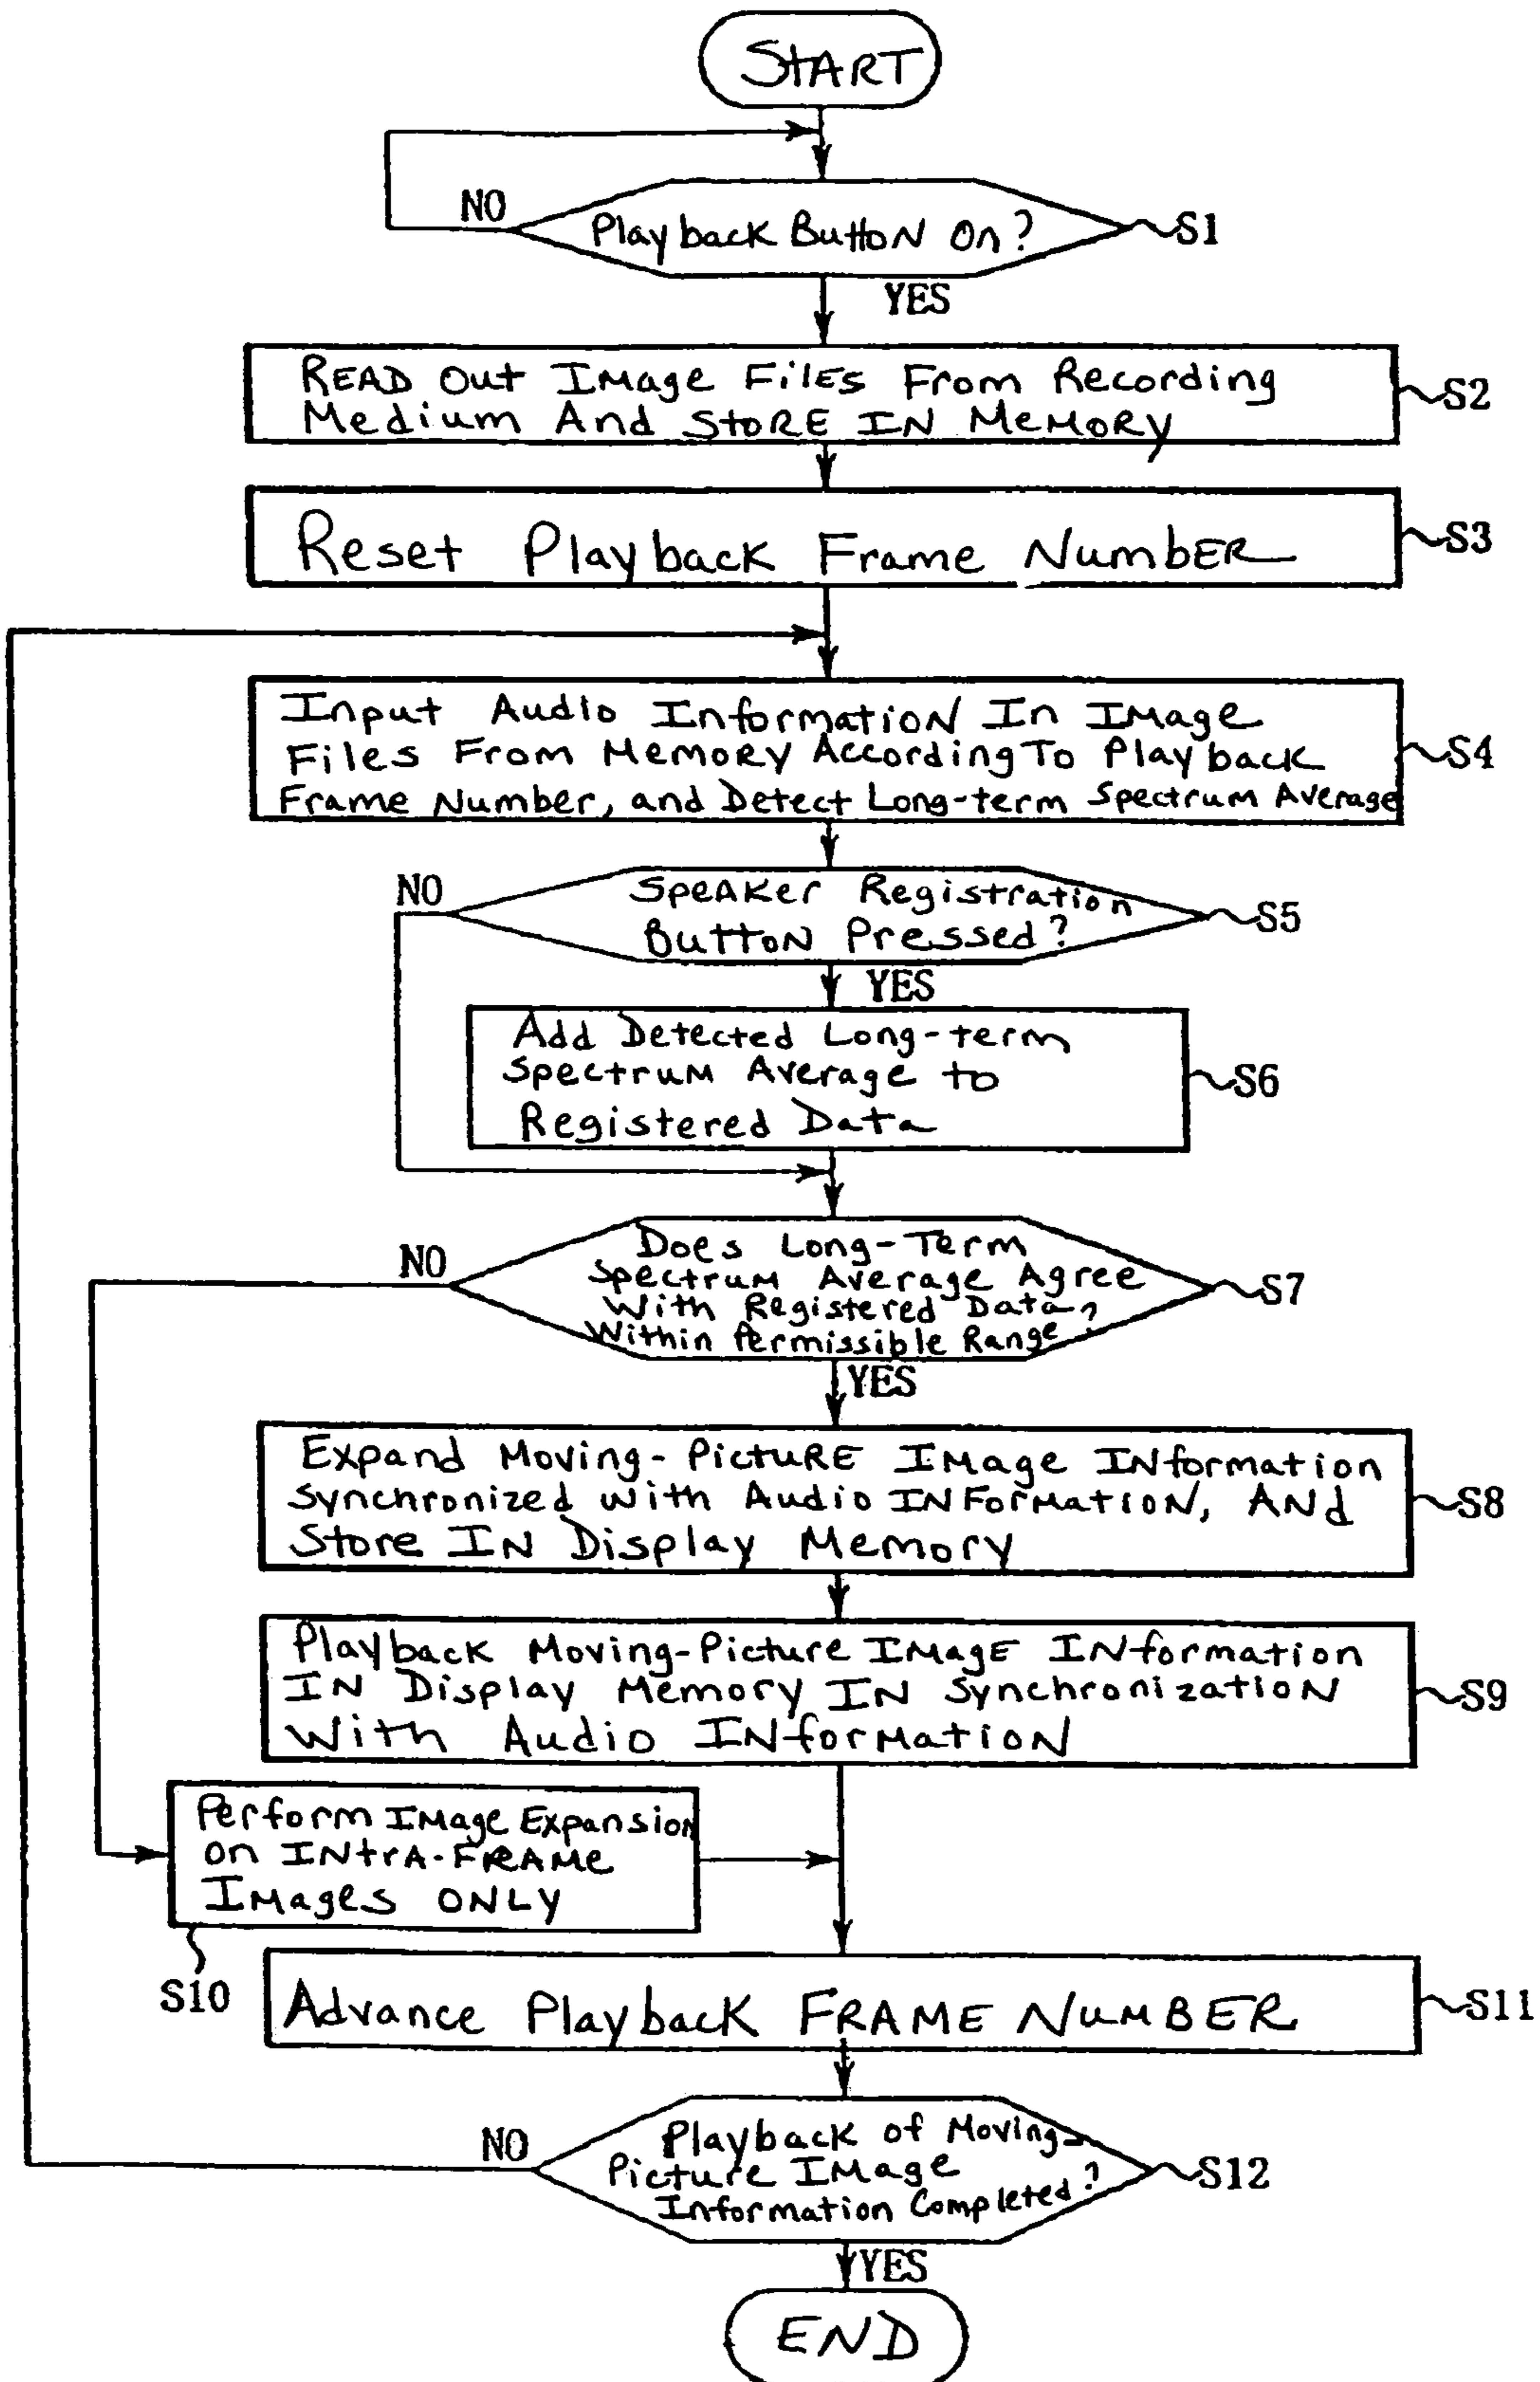 START
NO
Playback Button On?
S1
YES
READ Out Image Files From Recording
Medium And Store In Memory
S2
Reset Playback Frame Number
S3
Input Audio Information In Image
Files From Memory According To Playback
Frame Number, and Detect Long-term Spectrum Average
S4
NO
Speaker Registration
Button Pressed?
S5
YES
Add Detected Long-term
Spectrum Average to
Registered Data
S6
NO
Does Long-Term
Spectrum Average Agree
With Registered Data
Within Permissible Range?
S7
YES
Expand Moving-Picture Image Information
Synchronized with Audio Information, And
Store In Display Memory
S8
Playback Moving-Picture Image Information
In Display Memory In Synchronization
With Audio Information
S9
Perform Image Expansion
on Intra-Frame
Images Only
S10
Advance Playback Frame Number
S11
NO
Playback of Moving-
Picture Image
Information Completed?
S12
YES
END